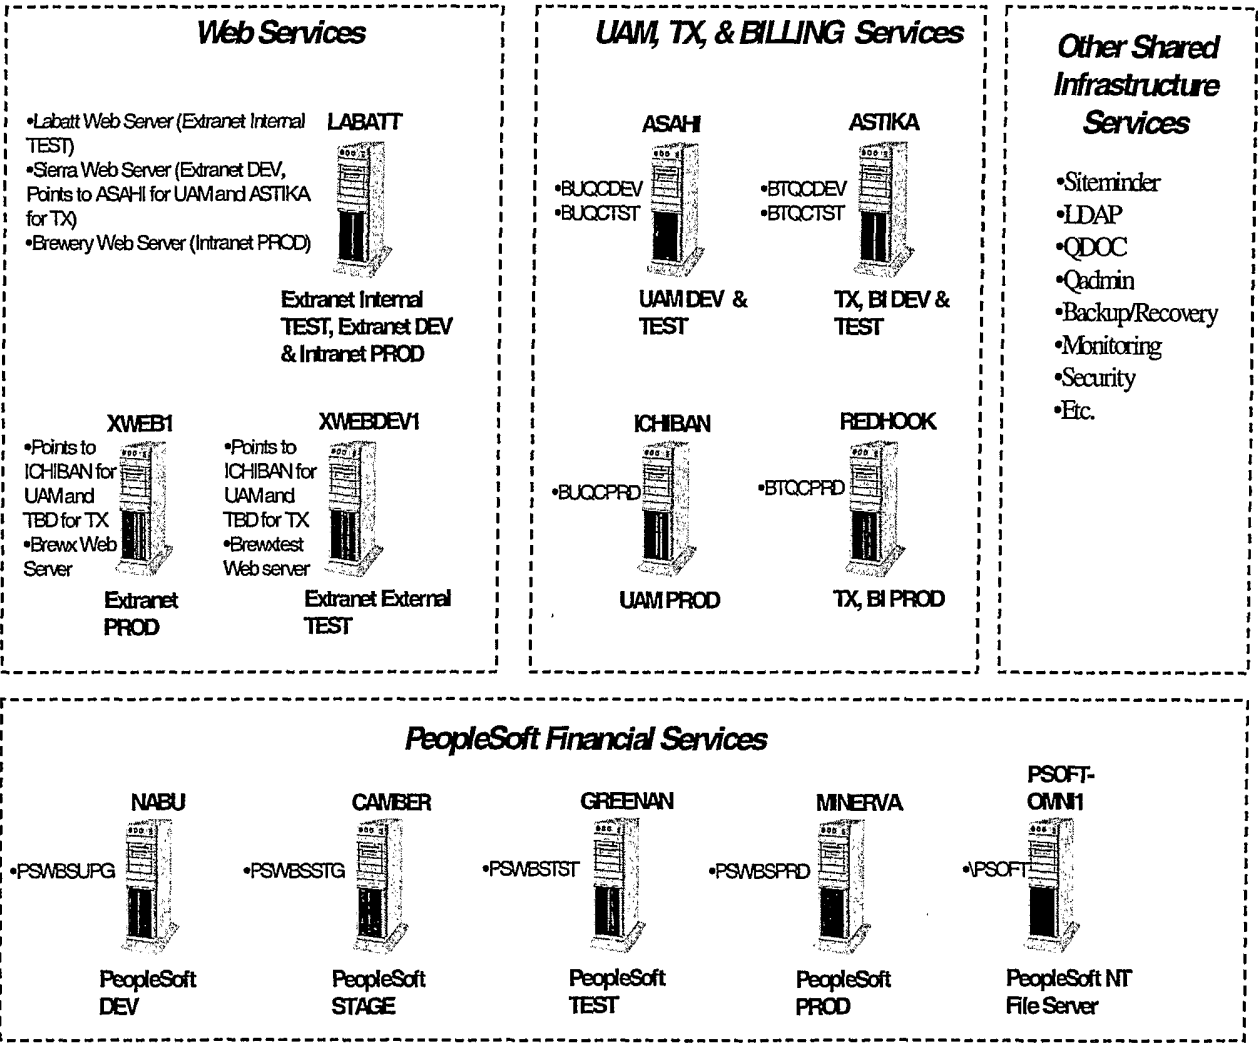 Web Services
•Labatt Web Server (Extranet Internal
TEST)
•Sierra Web Server (Extranet DEV,
Points to ASAHI for UAM and ASTIKA
for TX)
•Brewery Web Server (Intranet PROD)
LABATT
Extranet Internal
TEST, Extranet DEV
& Intranet PROD
XWEB1
•Points to
ICHIBAN for
UAM and
TBD for TX
•Brewx Web
Server
Extranet
PROD
XWEBDEV1
•Points to
ICHIBAN for
UAM and
TBD for TX
•Brewxtest
Web server
Extranet External
TEST
UAM, TX, & BILLING Services
ASAHI
•BUQCDEV
•BUQCTST
UAM DEV &
TEST
ASTIKA
•BTQCDEV
•BTQCTST
TX, BI DEV &
TEST
ICHIBAN
•BUQCPRD
UAM PROD
REDHOOK
•BTQCPRD
TX, BI PROD
Other Shared
Infrastructure
Services
•Siteminder
•LDAP
•QDOC
•Qadmin
•Backup/Recovery
•Monitoring
•Security
•Etc.
PeopleSoft Financial Services
NABU
•PSWBSUPG
PeopleSoft
DEV
CAMBER
•PSWBSSTG
PeopleSoft
STAGE
GREENAN
•PSWBSTST
PeopleSoft
TEST
MINERVA
•PSWBSPRD
PeopleSoft
PROD
PSOFT-
OMNI1
•\PSOFT
PeopleSoft NT
File Server